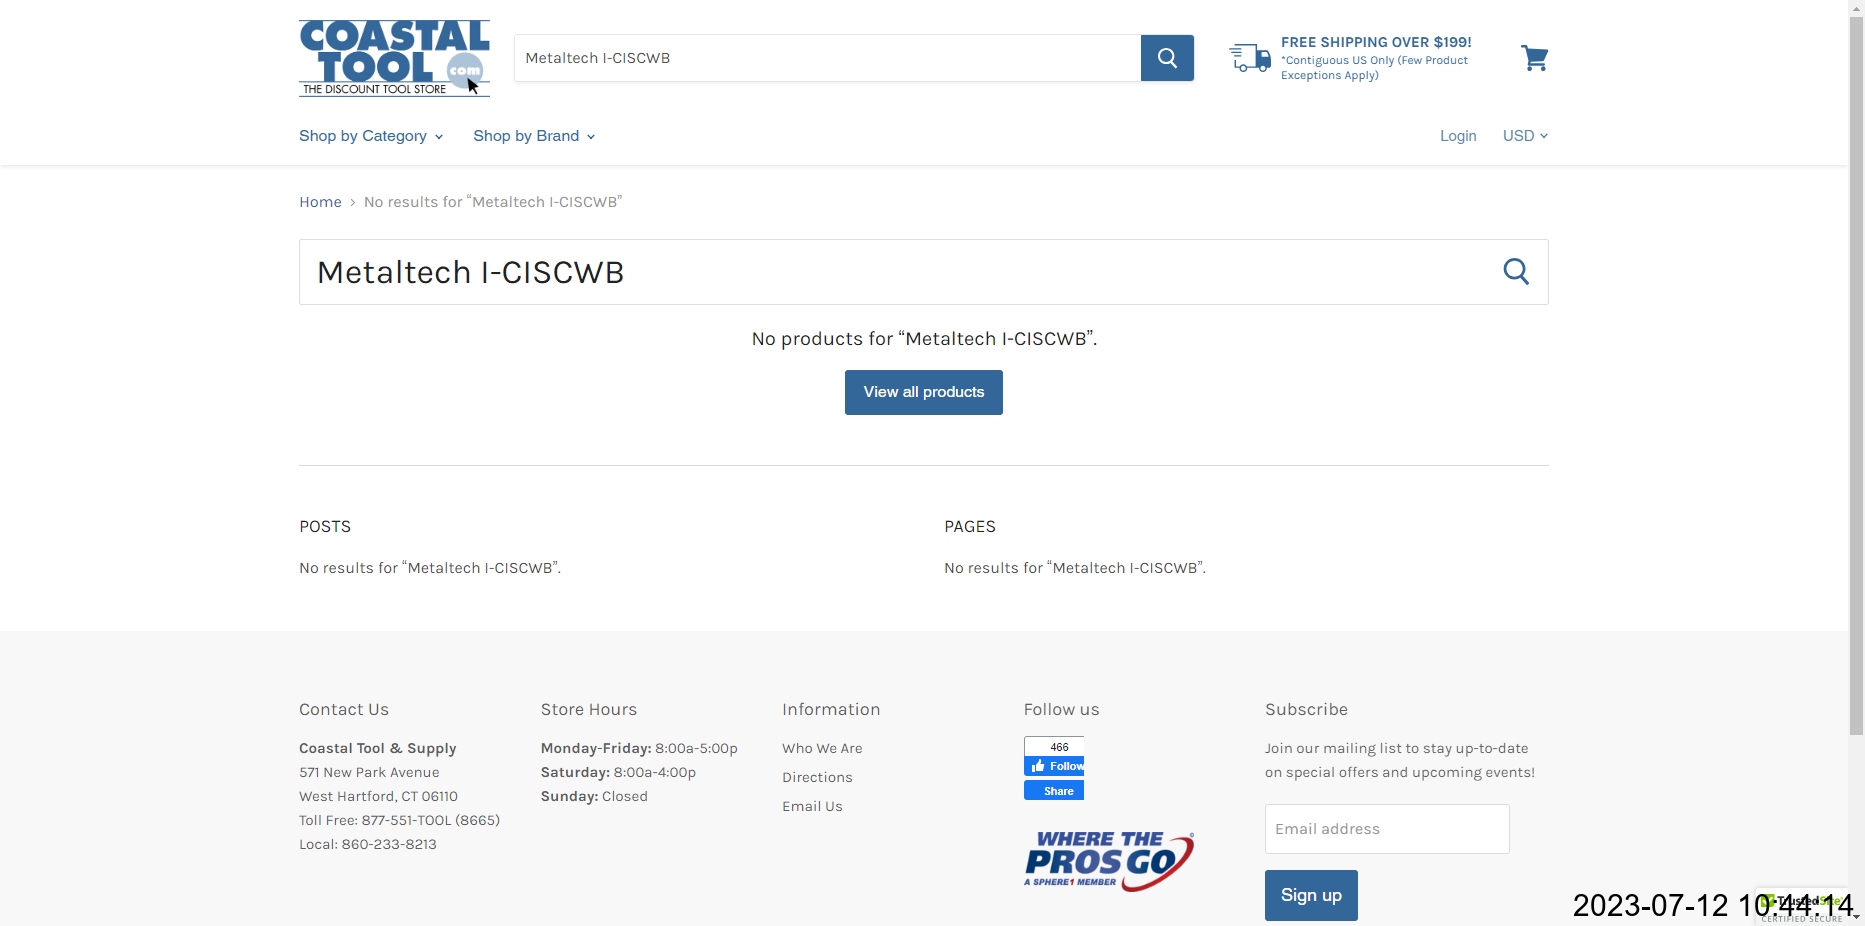 COASTAL
TOOL com
THE DISCOUNT TOOL STORE
Metaltech I-CISCWB
FREE SHIPPING OVER $199!
*Contiguous US Only (Few Product
Exceptions Apply)
Shop by Category
Shop by Brand
Login
USD
Home › No results for “Metaltech I-CISCWB”
Metaltech I-CISCWB
No products for “Metaltech I-CISCWB”.
View all products
POSTS
No results for “Metaltech I-CISCWB”.
PAGES
No results for “Metaltech I-CISCWB”.
Contact Us
Coastal Tool & Supply
571 New Park Avenue
West Hartford, CT 06110
Toll Free: 877-551-TOOL (8665)
Local: 860-233-8213
Store Hours
Monday-Friday: 8:00a-5:00p
Saturday: 8:00a-4:00p
Sunday: Closed
Information
Who We Are
Directions
Email Us
Follow us
466
Follow
Share
WHERE THE
PROS GO
A SPHERE1 MEMBER
Subscribe
Join our mailing list to stay up-to-date
on special offers and upcoming events!
Email address
Sign up
TrustedSite
CERTIFIED SECURE
2023-07-12 10:44:14